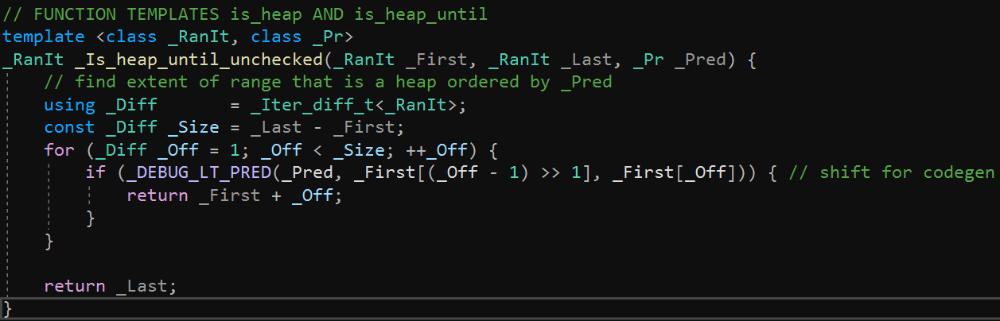 // FUNCTION TEMPLATES is_heap AND is_heap_until
template <class _RanIt, class _Pr>
_RanIt _Is_heap_until_unchecked(_RanIt _First, _RanIt _Last, _Pr _Pred) {
    // find extent of range that is a heap ordered by _Pred
    using _Diff       = _Iter_diff_t<_RanIt>;
    const _Diff _Size = _Last - _First;
    for (_Diff _Off = 1; _Off < _Size; ++_Off) {
        if (_DEBUG_LT_PRED(_Pred, _First[(_Off - 1) >> 1], _First[_Off])) { // shift for codegen
            return _First + _Off;
        }
    }

    return _Last;
}